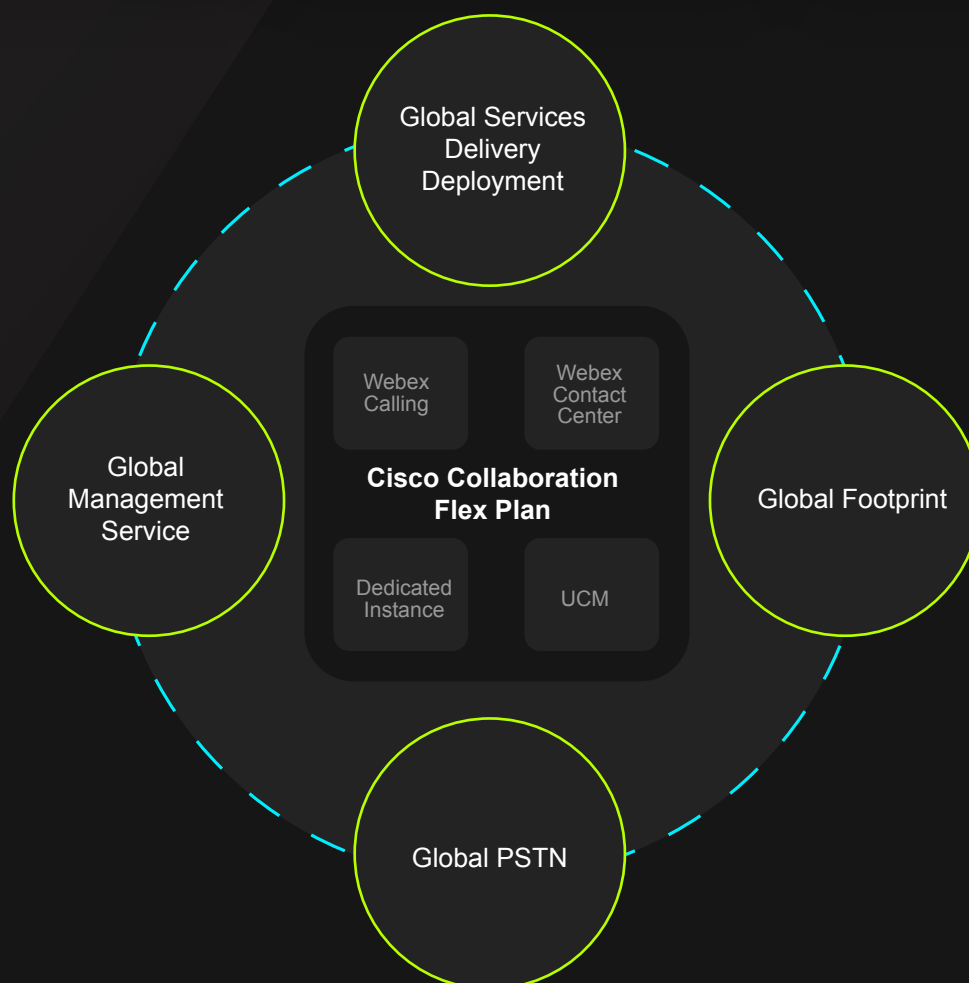 Global Services
Delivery
Deployment
Webex
Calling
Webex
Contact
Center
Global
Management
Service
Cisco Collaboration
Flex Plan
Global Footprint
Dedicated
Instance
UCM
Global PSTN